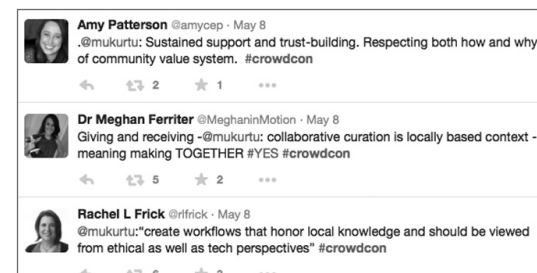 Amy Patterson @amycep · May 8
.@mukurtu: Sustained support and trust-building. Respecting both how and why
of community value system. #crowdcon
2 1
Dr Meghan Ferriter @MeghaninMotion · May 8
Giving and receiving -@mukurtu: collaborative curation is locally based context -
meaning making TOGETHER #YES #crowdcon
5 2
Rachel L Frick @rlfrick · May 8
@mukurtu:"create workflows that honor local knowledge and should be viewed
from ethical as well as tech perspectives" #crowdcon